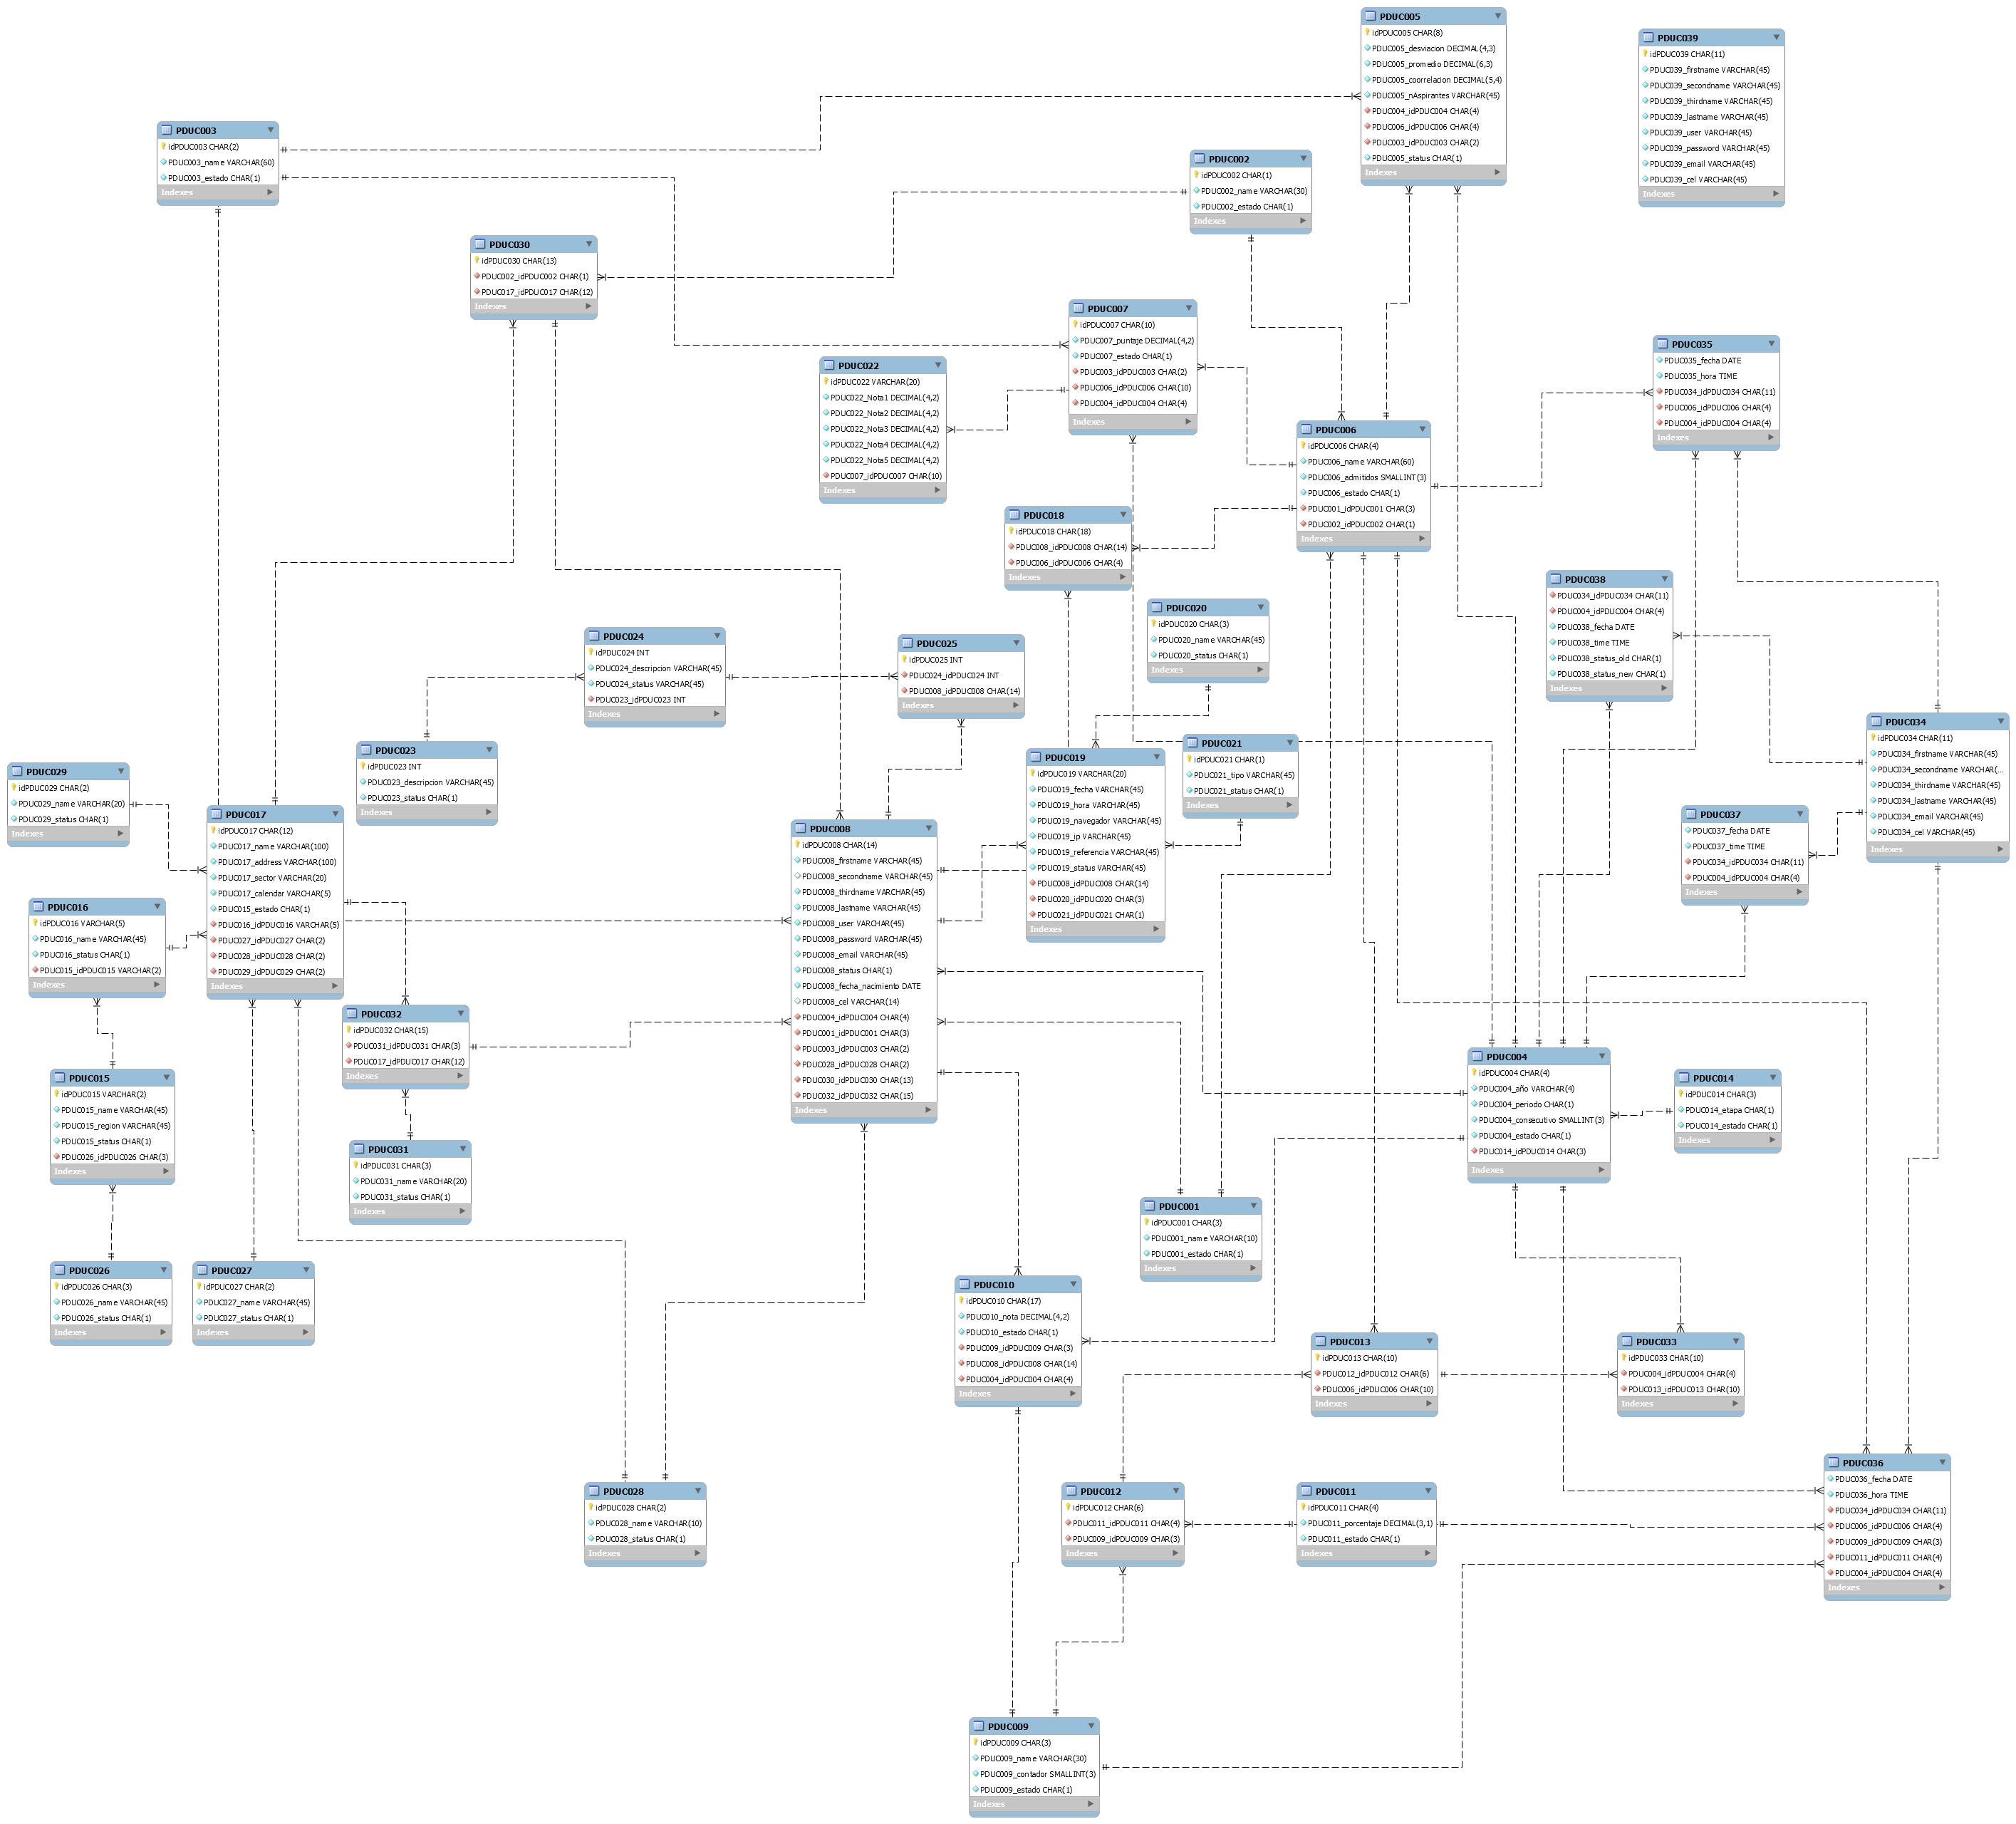 PDUC005
idPDUC005 CHAR(8)
PDUC005_desviacion DECIMAL(4,3)
PDUC005_promedio DECIMAL(6,3)
PDUC005_coorrelacion DECIMAL(5,4)
PDUC005_nAspirantes VARCHAR(45)
PDUC004_idPDUC004 CHAR(4)
PDUC006_idPDUC006 CHAR(4)
PDUC003_idPDUC003 CHAR(2)
PDUC005_status CHAR(1)
Indexes
PDUC039
idPDUC039 CHAR(11)
PDUC039_firstname VARCHAR(45)
PDUC039_secondname VARCHAR(45)
PDUC039_thirdname VARCHAR(45)
PDUC039_lastname VARCHAR(45)
PDUC039_user VARCHAR(45)
PDUC039_password VARCHAR(45)
PDUC039_email VARCHAR(45)
PDUC039_cel VARCHAR(45)
Indexes
PDUC003
idPDUC003 CHAR(2)
PDUC003_name VARCHAR(60)
PDUC003_estado CHAR(1)
Indexes
PDUC002
idPDUC002 CHAR(1)
PDUC002_name VARCHAR(30)
PDUC002_estado CHAR(1)
Indexes
PDUC030
idPDUC030 CHAR(13)
PDUC002_idPDUC002 CHAR(1)
PDUC017_idPDUC017 CHAR(12)
Indexes
PDUC007
idPDUC007 CHAR(10)
PDUC007_puntaje DECIMAL(4,2)
PDUC007_estado CHAR(1)
PDUC003_idPDUC003 CHAR(2)
PDUC006_idPDUC006 CHAR(10)
PDUC004_idPDUC004 CHAR(4)
Indexes
PDUC035
PDUC035_fecha DATE
PDUC035_hora TIME
PDUC034_idPDUC034 CHAR(11)
PDUC006_idPDUC006 CHAR(4)
PDUC004_idPDUC004 CHAR(4)
Indexes
PDUC022
idPDUC022 VARCHAR(20)
PDUC022_Nota1 DECIMAL(4,2)
PDUC022_Nota2 DECIMAL(4,2)
PDUC022_Nota3 DECIMAL(4,2)
PDUC022_Nota4 DECIMAL(4,2)
PDUC022_Nota5 DECIMAL(4,2)
PDUC007_idPDUC007 CHAR(10)
Indexes
PDUC006
idPDUC006 CHAR(4)
PDUC006_name VARCHAR(60)
PDUC006_admitidos SMALLINT(3)
PDUC006_estado CHAR(1)
PDUC001_idPDUC001 CHAR(3)
PDUC002_idPDUC002 CHAR(1)
Indexes
PDUC018
idPDUC018 CHAR(18)
PDUC008_idPDUC008 CHAR(14)
PDUC006_idPDUC006 CHAR(4)
Indexes
PDUC038
PDUC034_idPDUC034 CHAR(11)
PDUC004_idPDUC004 CHAR(4)
PDUC038_fecha DATE
PDUC038_time TIME
PDUC038_status_old CHAR(1)
PDUC038_status_new CHAR(1)
Indexes
PDUC020
idPDUC020 CHAR(3)
PDUC020_name VARCHAR(45)
PDUC020_status CHAR(1)
Indexes
PDUC024
idPDUC024 INT
PDUC024_descripcion VARCHAR(45)
PDUC024_status VARCHAR(45)
PDUC023_idPDUC023 INT
Indexes
PDUC025
idPDUC025 INT
PDUC024_idPDUC024 INT
PDUC008_idPDUC008 CHAR(14)
Indexes
PDUC034
idPDUC034 CHAR(11)
PDUC034_firstname VARCHAR(45)
PDUC034_secondname VARCHAR(...
PDUC034_thirdname VARCHAR(45)
PDUC034_lastname VARCHAR(45)
PDUC034_email VARCHAR(45)
PDUC034_cel VARCHAR(45)
Indexes
PDUC023
idPDUC023 INT
PDUC023_descripcion VARCHAR(45)
PDUC023_status CHAR(1)
Indexes
PDUC021
idPDUC021 CHAR(1)
PDUC021_tipo VARCHAR(45)
PDUC021_status CHAR(1)
Indexes
PDUC019
idPDUC019 VARCHAR(20)
PDUC019_fecha VARCHAR(45)
PDUC019_hora VARCHAR(45)
PDUC019_navegador VARCHAR(45)
PDUC019_ip VARCHAR(45)
PDUC019_referencia VARCHAR(45)
PDUC019_status VARCHAR(45)
PDUC008_idPDUC008 CHAR(14)
PDUC020_idPDUC020 CHAR(3)
PDUC021_idPDUC021 CHAR(1)
Indexes
PDUC029
idPDUC029 CHAR(2)
PDUC029_name VARCHAR(20)
PDUC029_status CHAR(1)
Indexes
PDUC017
idPDUC017 CHAR(12)
PDUC017_name VARCHAR(100)
PDUC017_address VARCHAR(100)
PDUC017_sector VARCHAR(20)
PDUC017_calendar VARCHAR(5)
PDUC015_estado CHAR(1)
PDUC016_idPDUC016 VARCHAR(5)
PDUC027_idPDUC027 CHAR(2)
PDUC028_idPDUC028 CHAR(2)
PDUC029_idPDUC029 CHAR(2)
Indexes
PDUC037
PDUC037_fecha DATE
PDUC037_time TIME
PDUC034_idPDUC034 CHAR(11)
PDUC004_idPDUC004 CHAR(4)
Indexes
PDUC008
idPDUC008 CHAR(14)
PDUC008_firstname VARCHAR(45)
PDUC008_secondname VARCHAR(45)
PDUC008_thirdname VARCHAR(45)
PDUC008_lastname VARCHAR(45)
PDUC008_user VARCHAR(45)
PDUC008_password VARCHAR(45)
PDUC008_email VARCHAR(45)
PDUC008_status CHAR(1)
PDUC008_fecha_nacimiento DATE
PDUC008_cel VARCHAR(14)
PDUC004_idPDUC004 CHAR(4)
PDUC001_idPDUC001 CHAR(3)
PDUC003_idPDUC003 CHAR(2)
PDUC028_idPDUC028 CHAR(2)
PDUC030_idPDUC030 CHAR(13)
PDUC032_idPDUC032 CHAR(15)
Indexes
PDUC016
idPDUC016 VARCHAR(5)
PDUC016_name VARCHAR(45)
PDUC016_status CHAR(1)
PDUC015_idPDUC015 VARCHAR(2)
Indexes
PDUC032
idPDUC032 CHAR(15)
PDUC031_idPDUC031 CHAR(3)
PDUC017_idPDUC017 CHAR(12)
Indexes
PDUC004
idPDUC004 CHAR(4)
PDUC004_año VARCHAR(4)
PDUC004_periodo CHAR(1)
PDUC004_consecutivo SMALLINT(3)
PDUC004_estado CHAR(1)
PDUC014_idPDUC014 CHAR(3)
Indexes
PDUC014
idPDUC014 CHAR(3)
PDUC014_etapa CHAR(1)
PDUC014_estado CHAR(1)
Indexes
PDUC015
idPDUC015 VARCHAR(2)
PDUC015_name VARCHAR(45)
PDUC015_region VARCHAR(45)
PDUC015_status CHAR(1)
PDUC026_idPDUC026 CHAR(3)
Indexes
PDUC031
idPDUC031 CHAR(3)
PDUC031_name VARCHAR(20)
PDUC031_status CHAR(1)
Indexes
PDUC001
idPDUC001 CHAR(3)
PDUC001_name VARCHAR(10)
PDUC001_estado CHAR(1)
Indexes
PDUC026
idPDUC026 CHAR(3)
PDUC026_name VARCHAR(45)
PDUC026_status CHAR(1)
Indexes
PDUC027
idPDUC027 CHAR(2)
PDUC027_name VARCHAR(45)
PDUC027_status CHAR(1)
Indexes
PDUC010
idPDUC010 CHAR(17)
PDUC010_nota DECIMAL(4,2)
PDUC010_estado CHAR(1)
PDUC009_idPDUC009 CHAR(3)
PDUC008_idPDUC008 CHAR(14)
PDUC004_idPDUC004 CHAR(4)
Indexes
PDUC013
idPDUC013 CHAR(10)
PDUC012_idPDUC012 CHAR(6)
PDUC006_idPDUC006 CHAR(10)
Indexes
PDUC033
idPDUC033 CHAR(10)
PDUC004_idPDUC004 CHAR(4)
PDUC013_idPDUC013 CHAR(10)
Indexes
PDUC036
PDUC036_fecha DATE
PDUC036_hora TIME
PDUC034_idPDUC034 CHAR(11)
PDUC006_idPDUC006 CHAR(4)
PDUC009_idPDUC009 CHAR(3)
PDUC011_idPDUC011 CHAR(4)
PDUC004_idPDUC004 CHAR(4)
Indexes
PDUC028
idPDUC028 CHAR(2)
PDUC028_name VARCHAR(10)
PDUC028_status CHAR(1)
Indexes
PDUC012
idPDUC012 CHAR(6)
PDUC011_idPDUC011 CHAR(4)
PDUC009_idPDUC009 CHAR(3)
Indexes
PDUC011
idPDUC011 CHAR(4)
PDUC011_porcentaje DECIMAL(3,1)
PDUC011_estado CHAR(1)
Indexes
PDUC009
idPDUC009 CHAR(3)
PDUC009_name VARCHAR(30)
PDUC009_contador SMALLINT(3)
PDUC009_estado CHAR(1)
Indexes